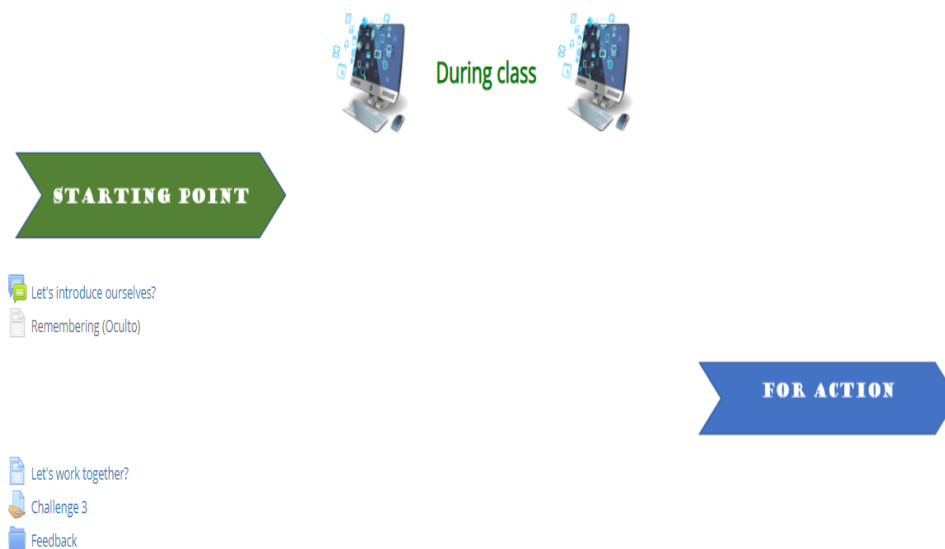 During class
STARTING POINT
Let's introduce ourselves?
Remembering (Oculto)
FOR ACTION
Let's work together?
Challenge 3
Feedback